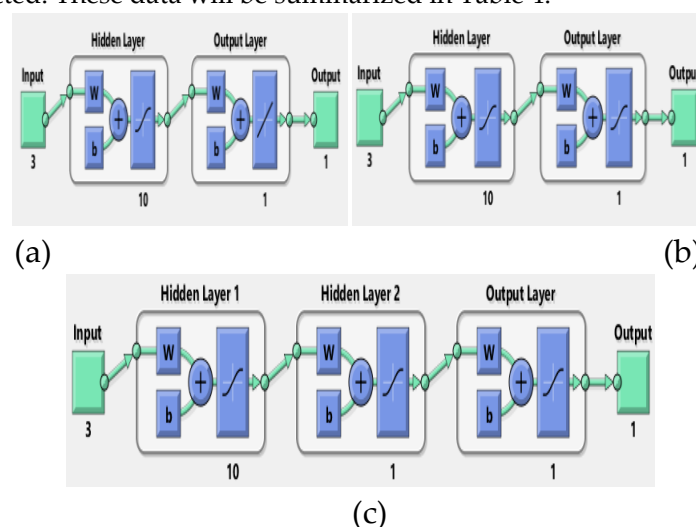 These data will be summarized in Table
Hidden Layer Output Layer
Input Output
W W
b b
3 10 1 1
Hidden Layer Output Layer
Input Outpu
W W
b b
3 10 1 1
(a) (b)
Hidden Layer 1 Hidden Layer 2 Output Layer
Input Output
W W W
b b b
3 10 1 1 1
(c)